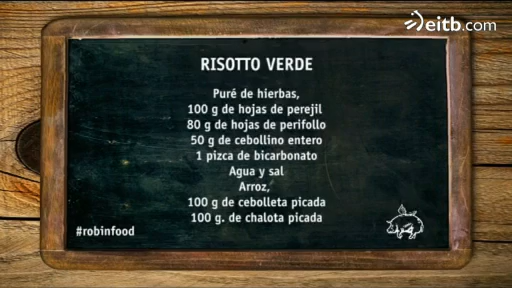 eitb.com
RISOTTO VERDE
Puré de hierbas,
100 g de hojas de perejil
80 g de hojas de perifollo
50 g de cebollino entero
1 pizca de bicarbonato
Agua y sal
Arroz,
100 g de cebolleta picada
100 g. de chalota picada
#robinfood